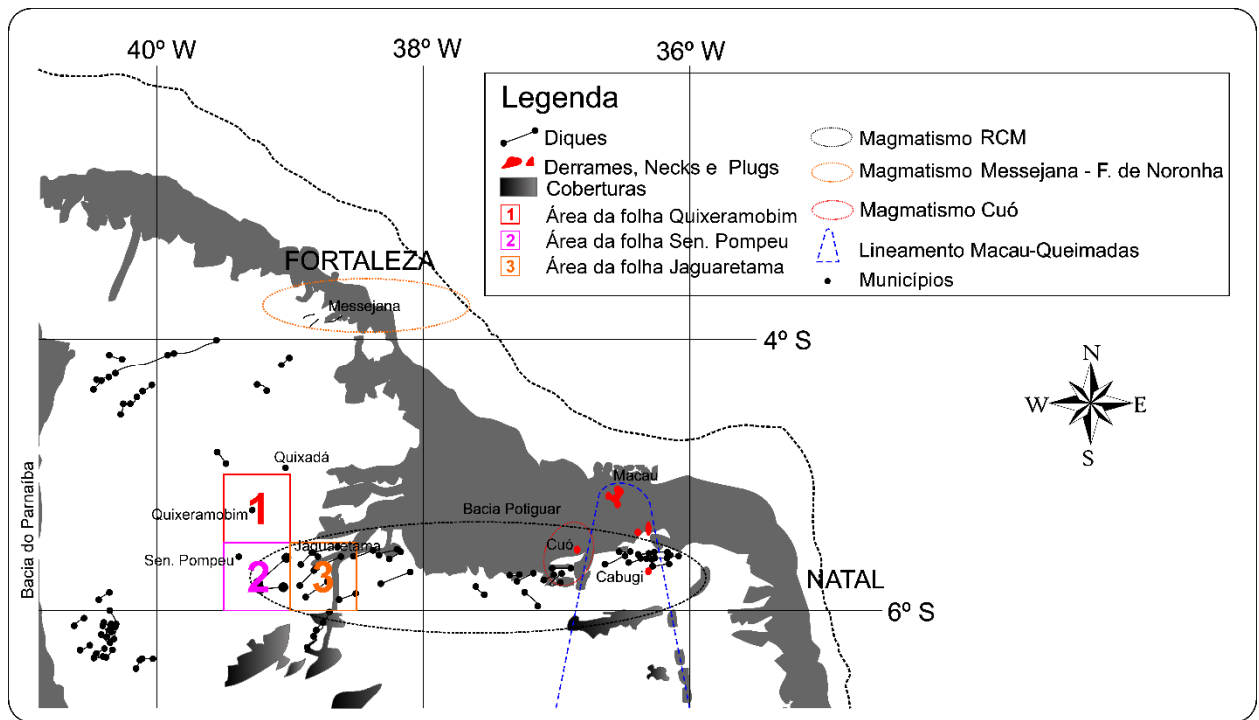 40º W
38º W
36º W
Legenda
Diques
Derrames, Necks e Plugs
Coberturas
1 Área da folha Quixeramobim
2 Área da folha Sen. Pompeu
3 Área da folha Jaguaretama
Magmatismo RCM
Magmatismo Messejana - F. de Noronha
Magmatismo Cuó
Lineamento Macau-Queimadas
Municípios
FORTALEZA
Messejana
4º S
N
W
E
S
Quixadá
Macau
1
Quixeramobim
Bacia Potiguar
Bacia do Parnaíba
Jaguaretama
Cuó
Sen. Pompeu
2
3
Cabugi
NATAL
6º S